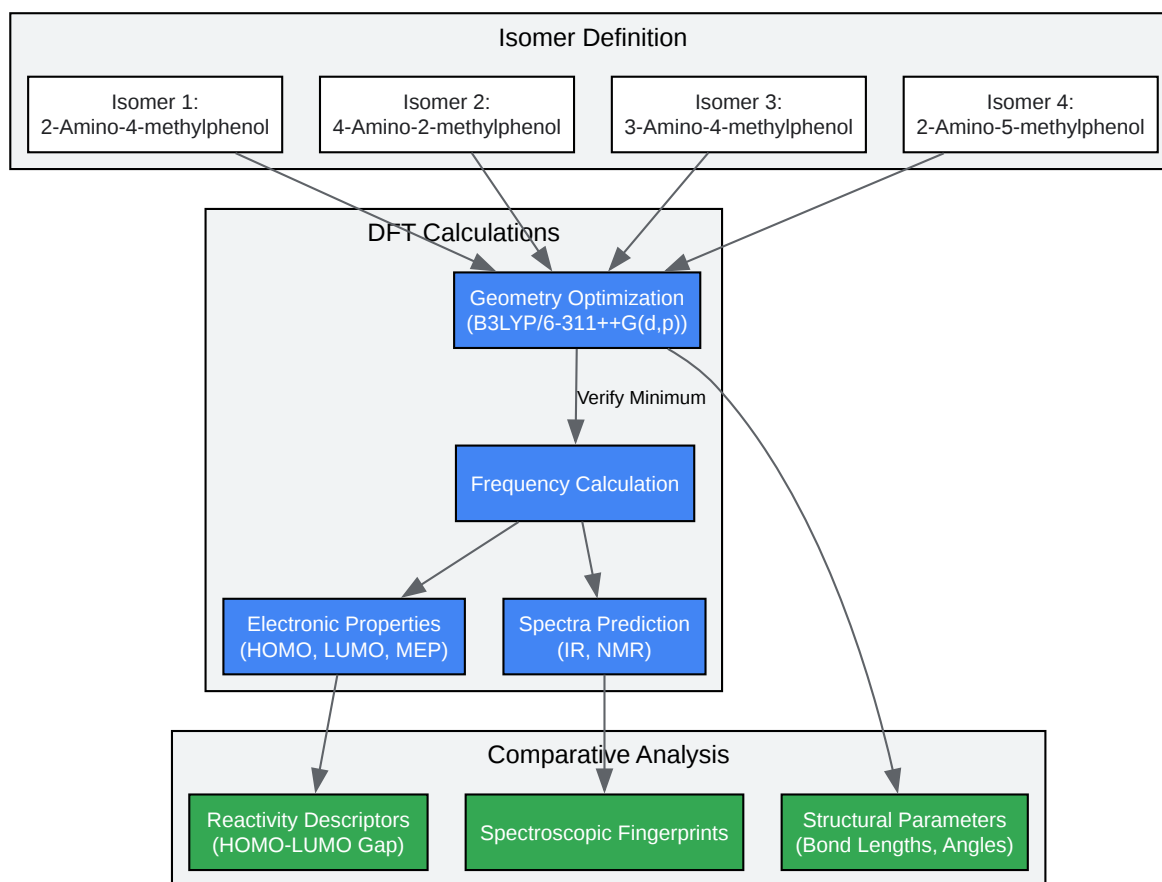 Isomer Definition
Isomer 1:
2-Amino-4-methylphenol
Isomer 2:
4-Amino-2-methylphenol
Isomer 3:
3-Amino-4-methylphenol
Isomer 4:
2-Amino-5-methylphenol
DFT Calculations
Geometry Optimization
(B3LYP/6-311++G(d,p))
Verify Minimum
Frequency Calculation
Electronic Properties
(HOMO, LUMO, MEP)
Spectra Prediction
(IR, NMR)
Comparative Analysis
Reactivity Descriptors
(HOMO-LUMO Gap)
Spectroscopic Fingerprints
Structural Parameters
(Bond Lengths, Angles)